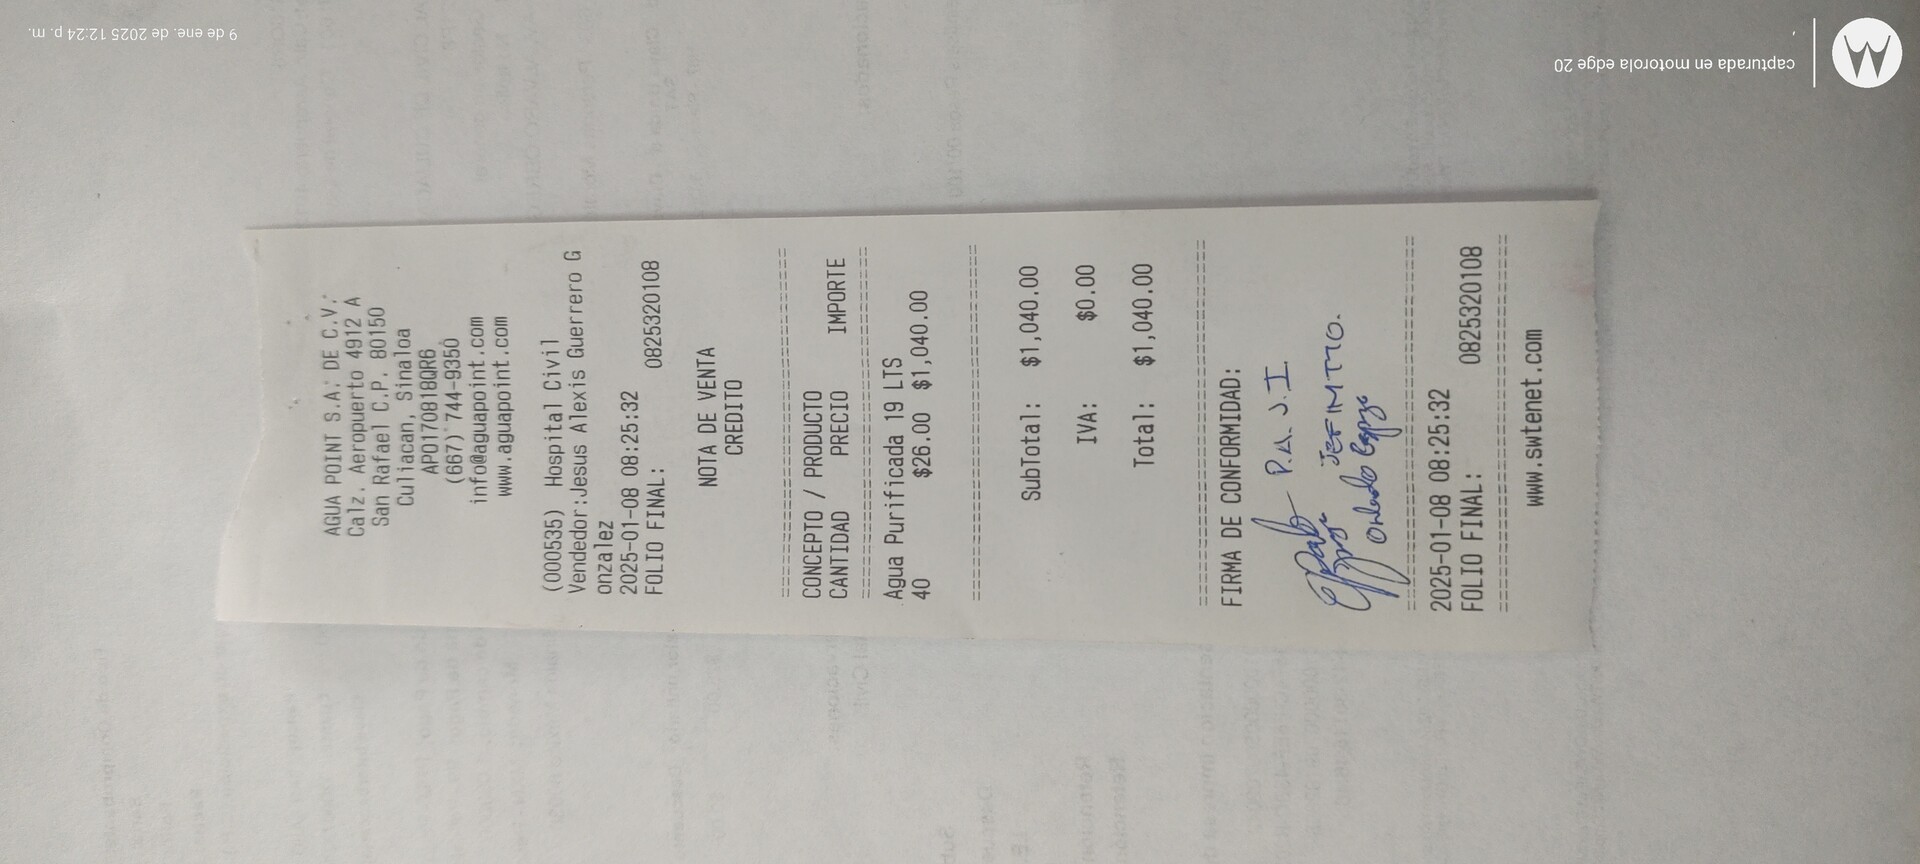 AGUA POINT S.A. DE C.V.
Calz. Aeropuerto 4912 A
San Rafael C.P. 80150
Culiacan, Sinaloa
APO170818QR6
(667) 744-9350
info@aguapoint.com
www.aguapoint.com
(000535) Hospital Civil
Vendedor:Jesus Alexis Guerrero G
onzalez
2025-01-08 08:25:32
FOLIO FINAL: 0825320108
NOTA DE VENTA
CREDITO
CONCEPTO / PRODUCTO
CANTIDAD PRECIO IMPORTE
Agua Purificada 19 LTS
40 $26.00 $1,040.00
SubTotal: $1,040.00
IVA: $0.00
Total: $1,040.00
FIRMA DE CONFORMIDAD:
P.A. J.I
JEF. MTTO.
2025-01-08 08:25:32
FOLIO FINAL: 0825320108
www.swtenet.com
capturada en motorola edge 20
9 de ene. de 2025 12:24 p. m.